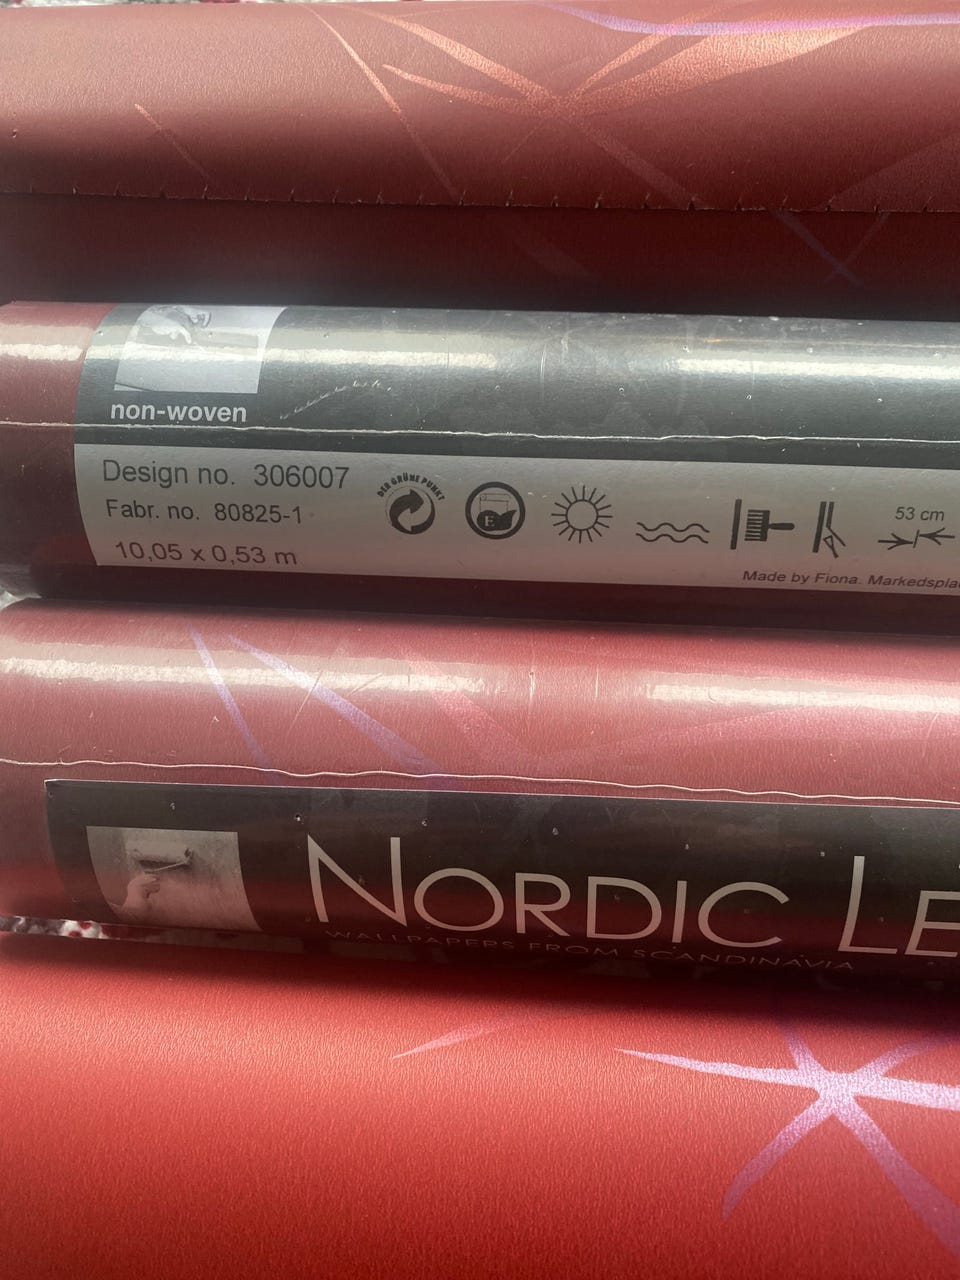 non-woven
Design no. 306007
Fabr. no. 80825-1
10,05 x 0,53 m
DER GRÜNE PUNKT
E
53 cm
Made by Fiona. Markedspla
NORDIC LE
WALLPAPERS FROM SCANDINAVIA